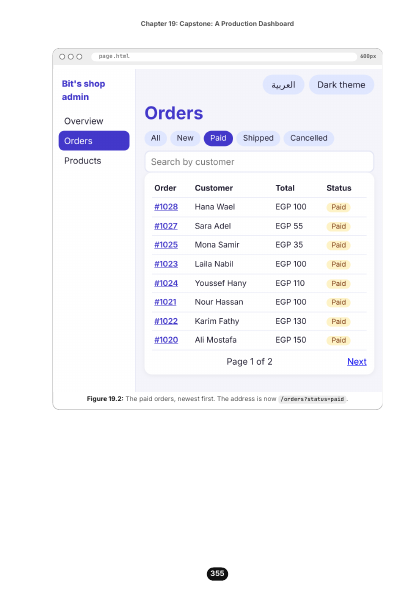 Chapter 19: Capstone: A Production Dashboard
page.html
600px
Bit's shop
admin
Overview
Orders
Products
العربية
Dark theme
Orders
All
New
Paid
Shipped
Cancelled
Search by customer
Order Customer Total Status
#1028 Hana Wael EGP 100 Paid
#1027 Sara Adel EGP 55 Paid
#1025 Mona Samir EGP 35 Paid
#1023 Laila Nabil EGP 100 Paid
#1024 Youssef Hany EGP 110 Paid
#1021 Nour Hassan EGP 100 Paid
#1022 Karim Fathy EGP 130 Paid
#1020 Ali Mostafa EGP 150 Paid
Page 1 of 2
Next
Figure 19.2: The paid orders, newest first. The address is now /orders?status=paid.
355